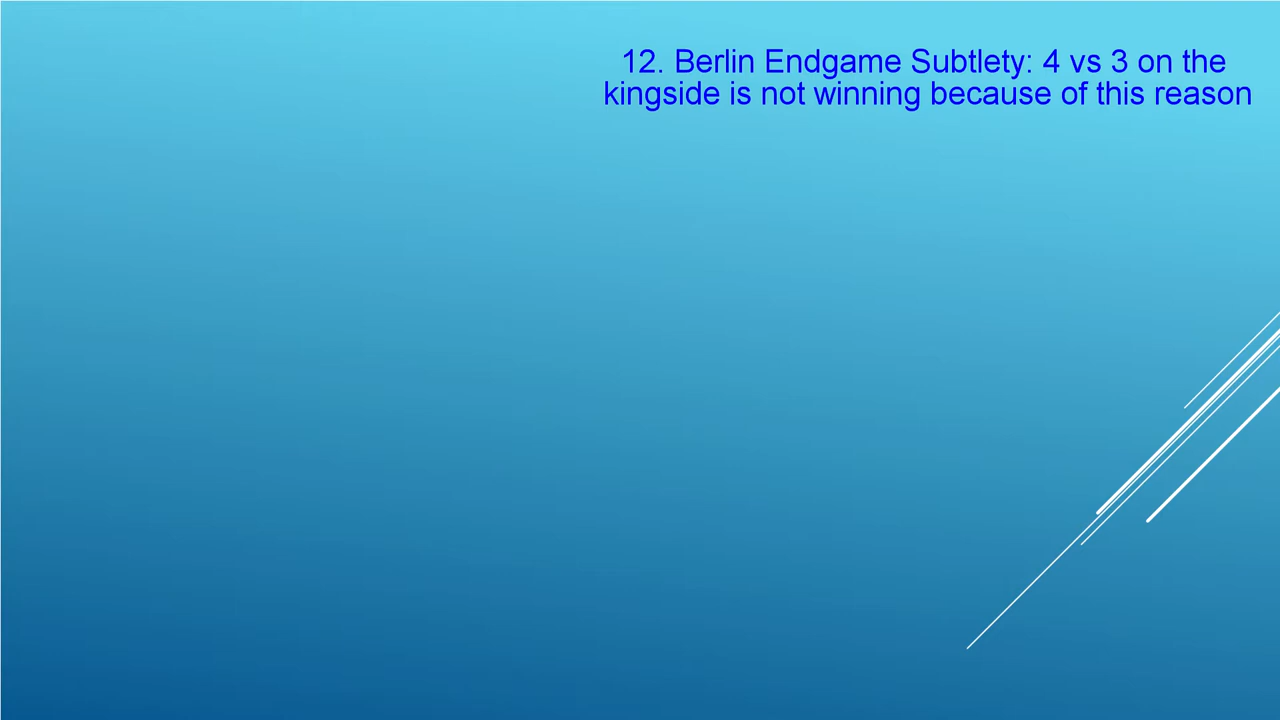 12. Berlin Endgame Subtlety: 4 vs 3 on the
kingside is not winning because of this reason